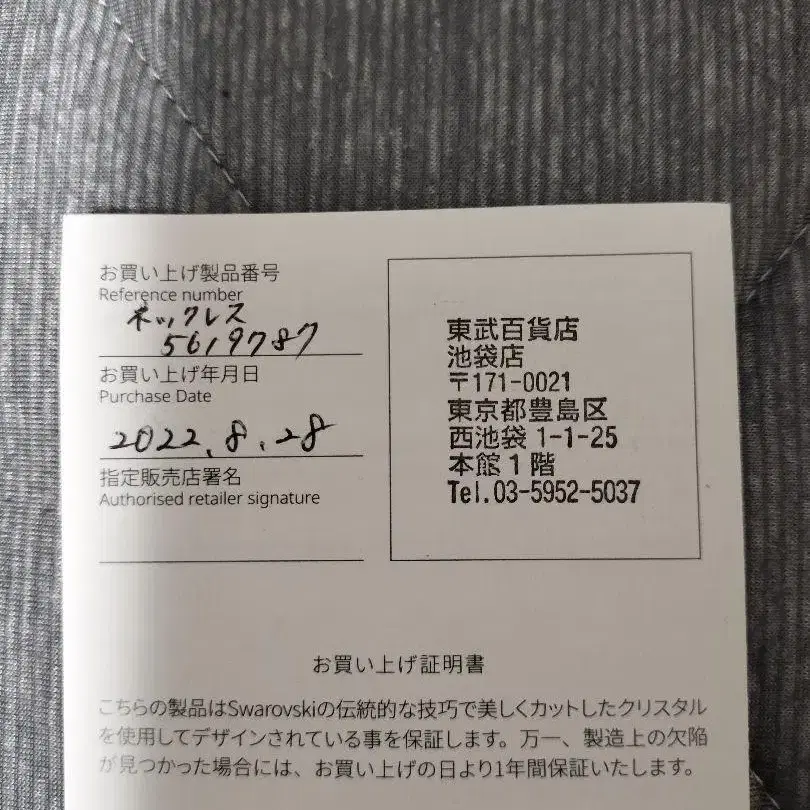 お買い上げ製品番号
Reference number
ネックレス
5619787
お買い上げ年月日
Purchase Date
2022.8.28
指定販売店署名
Authorised retailer signature
東武百貨店
池袋店
〒171-0021
東京都豊島区
西池袋 1-1-25
本館 1 階
Tel.03-5952-5037
お買い上げ証明書
こちらの製品はSwarovskiの伝統的な技巧で美しくカットしたクリスタル
を使用してデザインされている事を保証します。万一、製造上の欠陥
が見つかった場合には、お買い上げの日より1年間保証いたします。